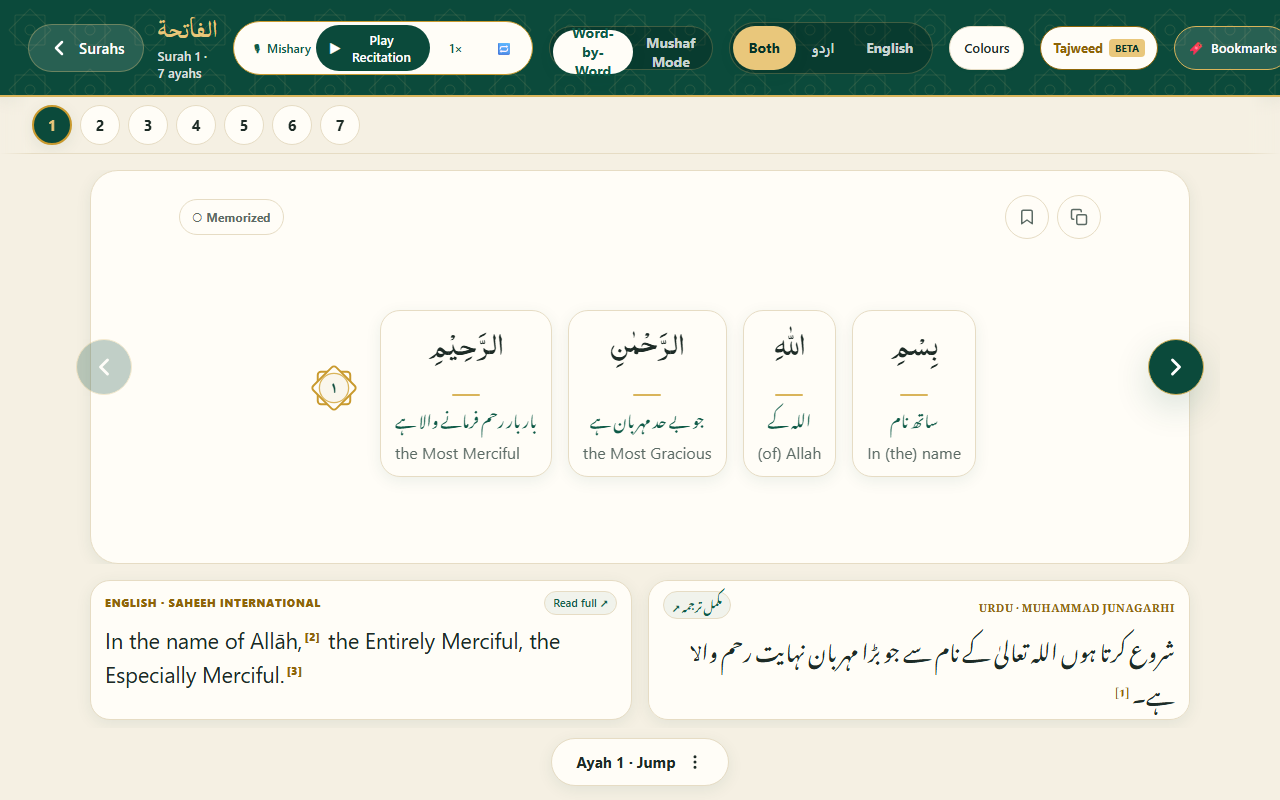 Surahs
الفاتحة
Surah 1 ·
7 ayahs
Mishary
Play
Recitation
1×
Word-
by-
Word
Mushaf
Mode
Both
اردو
English
Colours
Tajweed BETA
Bookmarks
1 2 3 4 5 6 7
Memorized
بِسْمِ اللّٰهِ الرَّحْمٰنِ الرَّحِيْمِ ١
ساتھ نام اللہ کے جو بے حد مہربان ہے بار بار رحم فرمانے والا ہے
In (the) name (of) Allah the Most Gracious the Most Merciful
ENGLISH · SAHEEH INTERNATIONAL
Read full ↗
In the name of Allāh,[2] the Entirely Merciful, the
Especially Merciful.[3]
URDU · MUHAMMAD JUNAGARHI
مکمل ترجمہ ↗
شروع کرتا ہوں اللہ تعالیٰ کے نام سے جو بڑا مہربان نہایت رحم والا
ہے۔ [1]
Ayah 1 · Jump